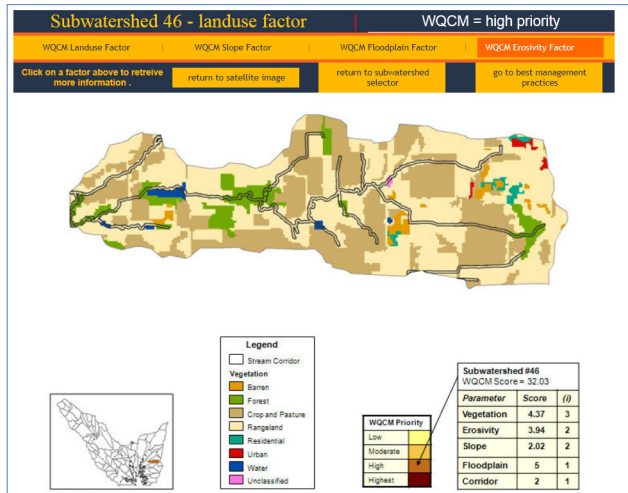 Subwatershed 46 - landuse factor
WQCM = high priority
WQCM Landuse Factor
WQCM Slope Factor
WQCM Floodplain Factor
WQCM Erosivity Factor
Click on a factor above to retreive
more information .
return to satellite image
return to subwatershed
selector
go to best management
practices
Legend
Stream Corridor
Vegetation
Barren
Forest
Crop and Pasture
Rangeland
Residential
Urban
Water
Unclassified
WQCM Priority
Low
Moderate
High
Highest
Subwatershed #46
WQCM Score = 32.03
Parameter Score (i)
Vegetation 4.37 3
Erosivity 3.94 2
Slope 2.02 2
Floodplain 5 1
Corridor 2 1